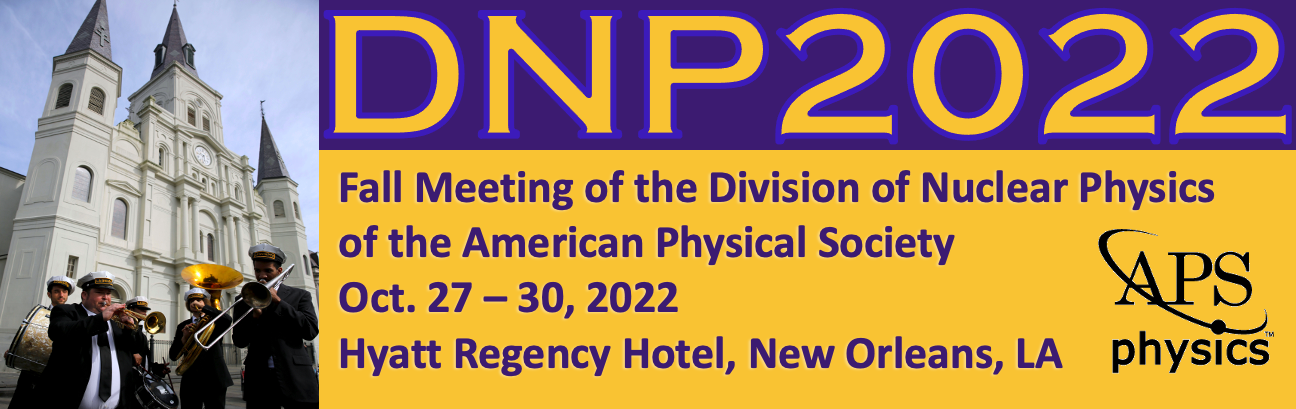 DNP2022
Fall Meeting of the Division of Nuclear Physics
of the American Physical Society
Oct. 27 – 30, 2022
Hyatt Regency Hotel, New Orleans, LA
APS
physics™